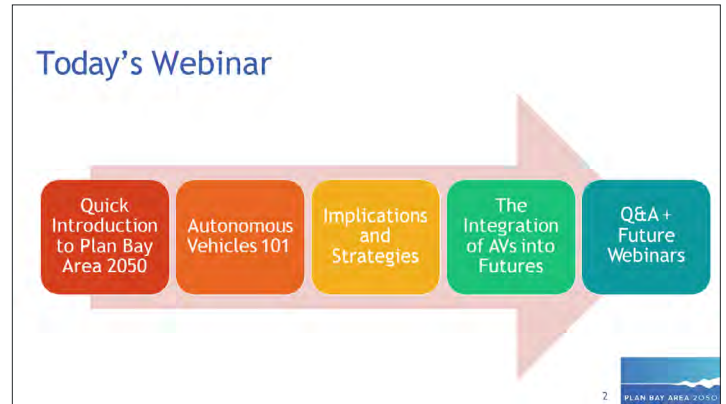 Today's Webinar
Quick
Introduction
to Plan Bay
Area 2050
Autonomous
Vehicles 101
Implications
and
Strategies
The
Integration
of AVs into
Futures
Q&A +
Future
Webinars
2
PLAN BAY AREA 2050